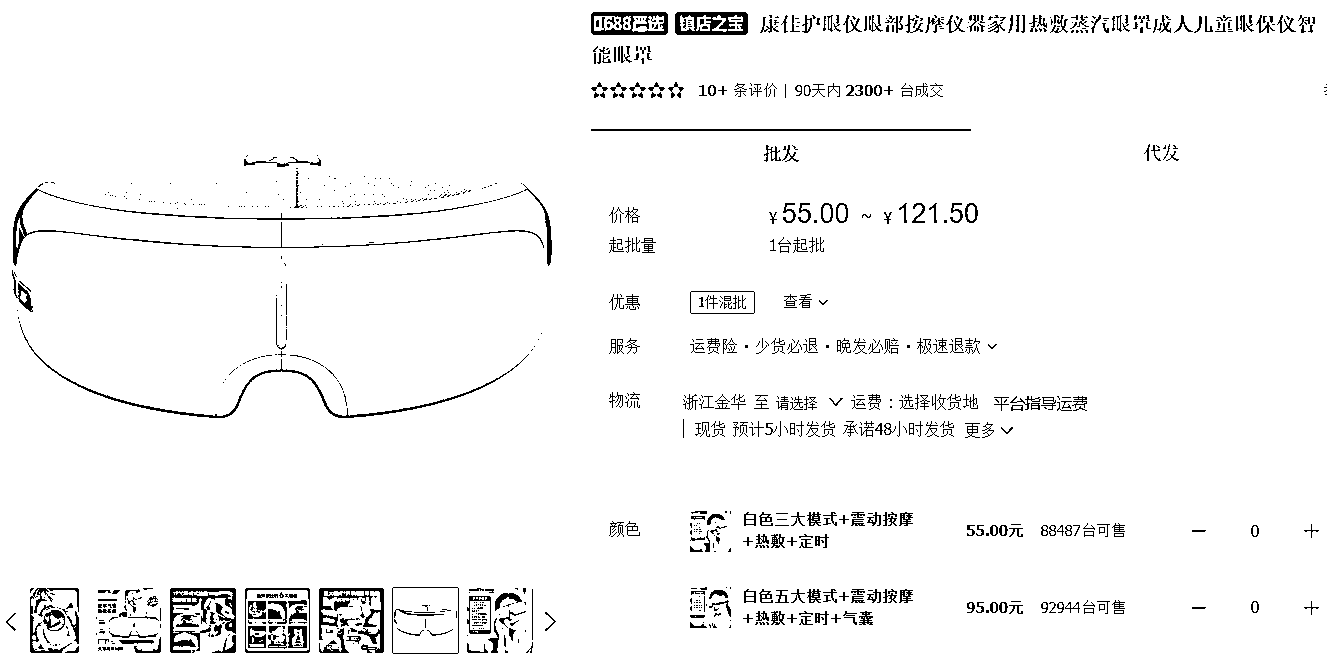 1688严选 镇店之宝 康佳护眼仪眼部按摩仪器家用热敷蒸汽眼罩成人儿童眼保仪智
能眼罩
10+ 条评价 | 90天内 2300+ 台成交
批发 代发
价格 ¥55.00 ~ ¥121.50
起批量 1台起批
优惠 1件混批 查看
服务 运费险·少货必退·晚发必赔·极速退款
物流 浙江金华 至 请选择 运费：选择收货地 平台指导运费
现货 预计5小时发货 承诺48小时发货 更多
颜色 白色三大模式+震动按摩
+热敷+定时 55.00元 88487台可售 — 0 +
白色五大模式+震动按摩
+热敷+定时+气囊 95.00元 92944台可售 — 0 +